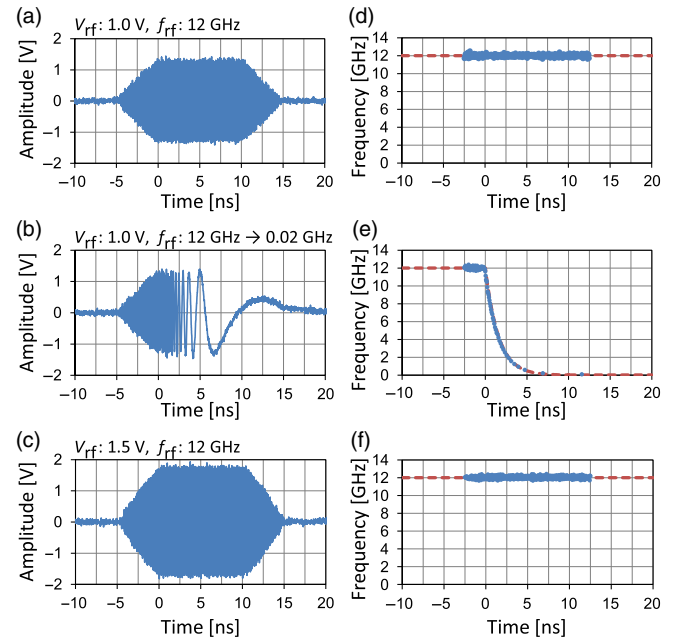 (a)
V_rf: 1.0 V, f_rf: 12 GHz
Amplitude [V]
2
1
0
−1
−2
−10 −5 0 5 10 15 20
Time [ns]
(d)
Frequency [GHz]
14
12
10
8
6
4
2
0
−10 −5 0 5 10 15 20
Time [ns]
(b)
V_rf: 1.0 V, f_rf: 12 GHz → 0.02 GHz
Amplitude [V]
2
1
0
−1
−2
−10 −5 0 5 10 15 20
Time [ns]
(e)
Frequency [GHz]
14
12
10
8
6
4
2
0
−10 −5 0 5 10 15 20
Time [ns]
(c)
V_rf: 1.5 V, f_rf: 12 GHz
Amplitude [V]
2
1
0
−1
−2
−10 −5 0 5 10 15 20
Time [ns]
(f)
Frequency [GHz]
14
12
10
8
6
4
2
0
−10 −5 0 5 10 15 20
Time [ns]